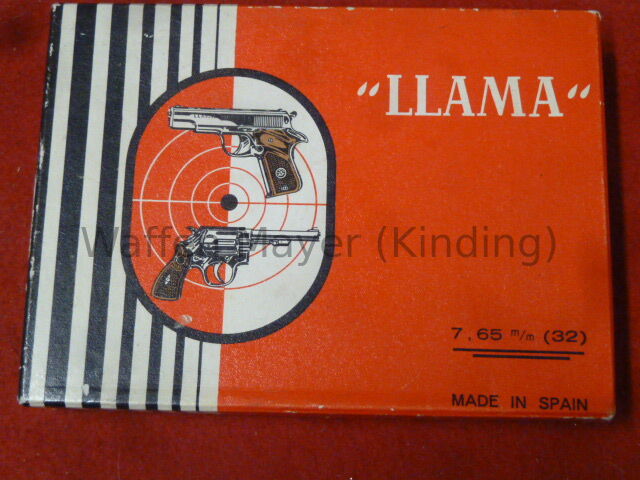 “LLAMA“
Waffen Mayer (Kinding)
7,65 m/m (32)
MADE IN SPAIN